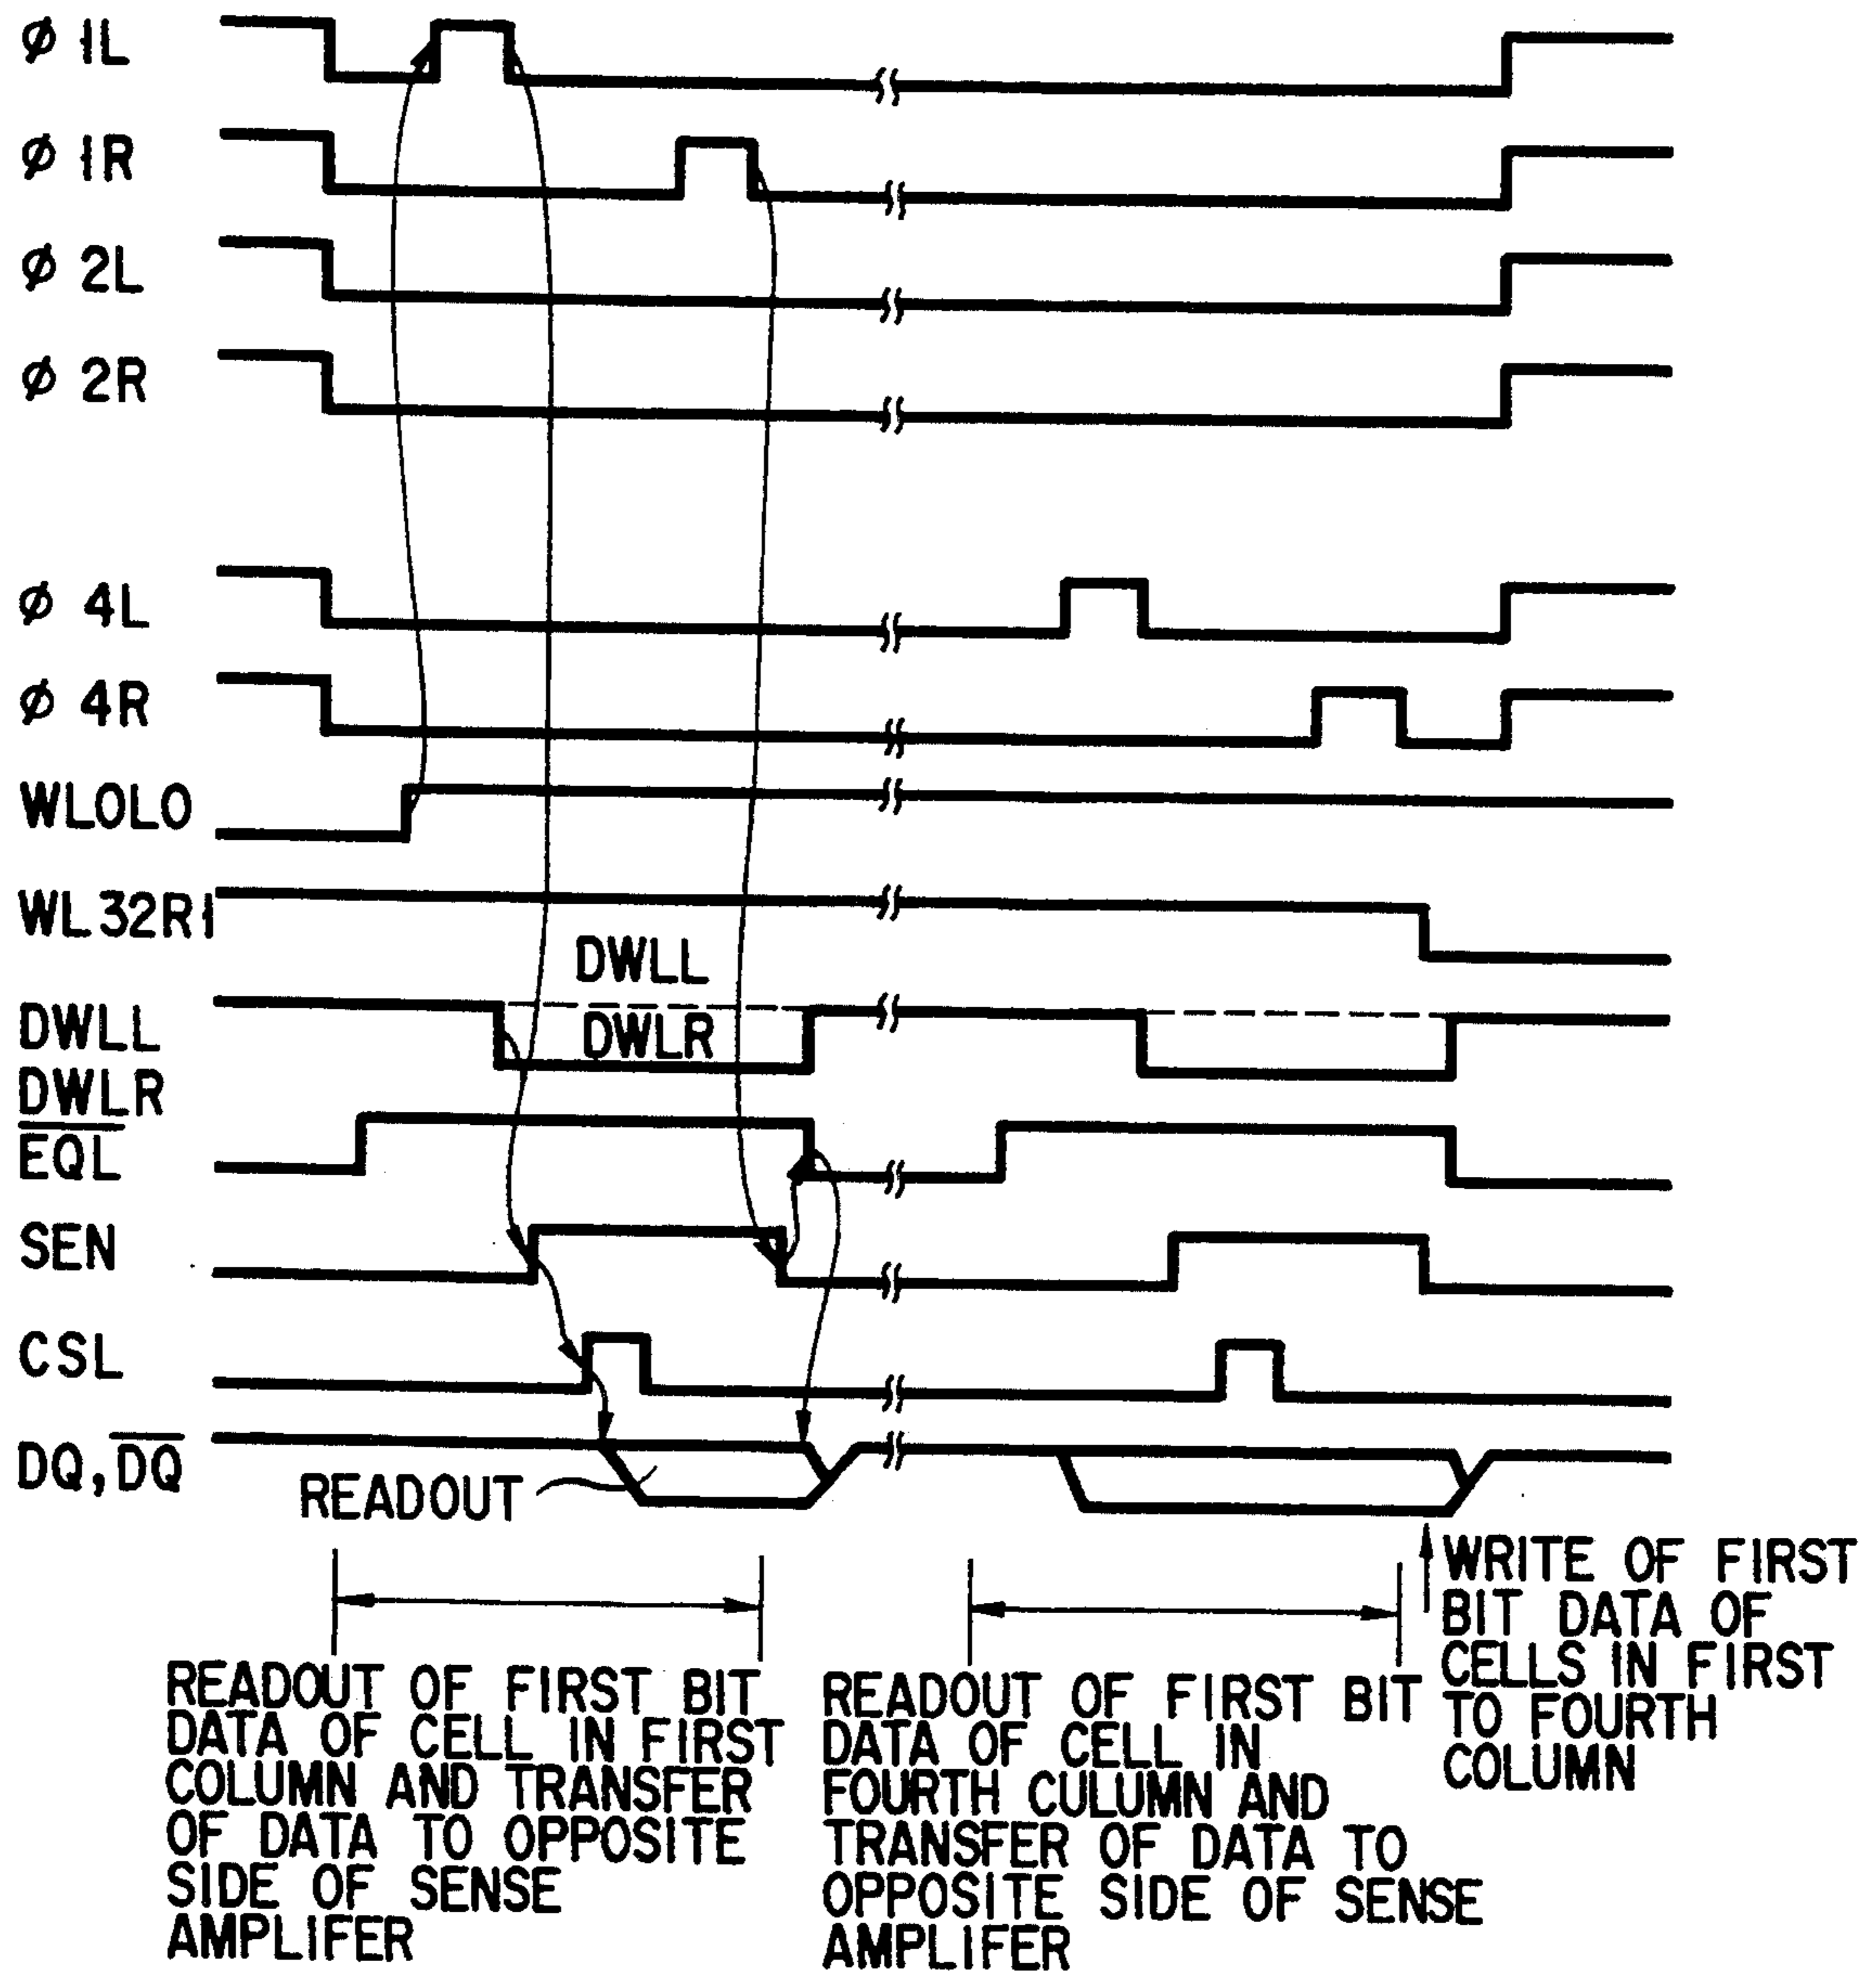 ø 1L
ø 1R
ø 2L
ø 2R
ø 4L
ø 4R
WL0L0
WL32R1
DWLL
DWLR
DWLL
DWLR
EQL
SEN
CSL
DQ, DQ
READOUT
READOUT OF FIRST BIT
DATA OF CELL IN FIRST
COLUMN AND TRANSFER
OF DATA TO OPPOSITE
SIDE OF SENSE
AMPLIFER
READOUT OF FIRST BIT
DATA OF CELL IN
FOURTH CULUMN AND
TRANSFER OF DATA TO
OPPOSITE SIDE OF SENSE
AMPLIFER
WRITE OF FIRST
BIT DATA OF
CELLS IN FIRST
TO FOURTH
COLUMN